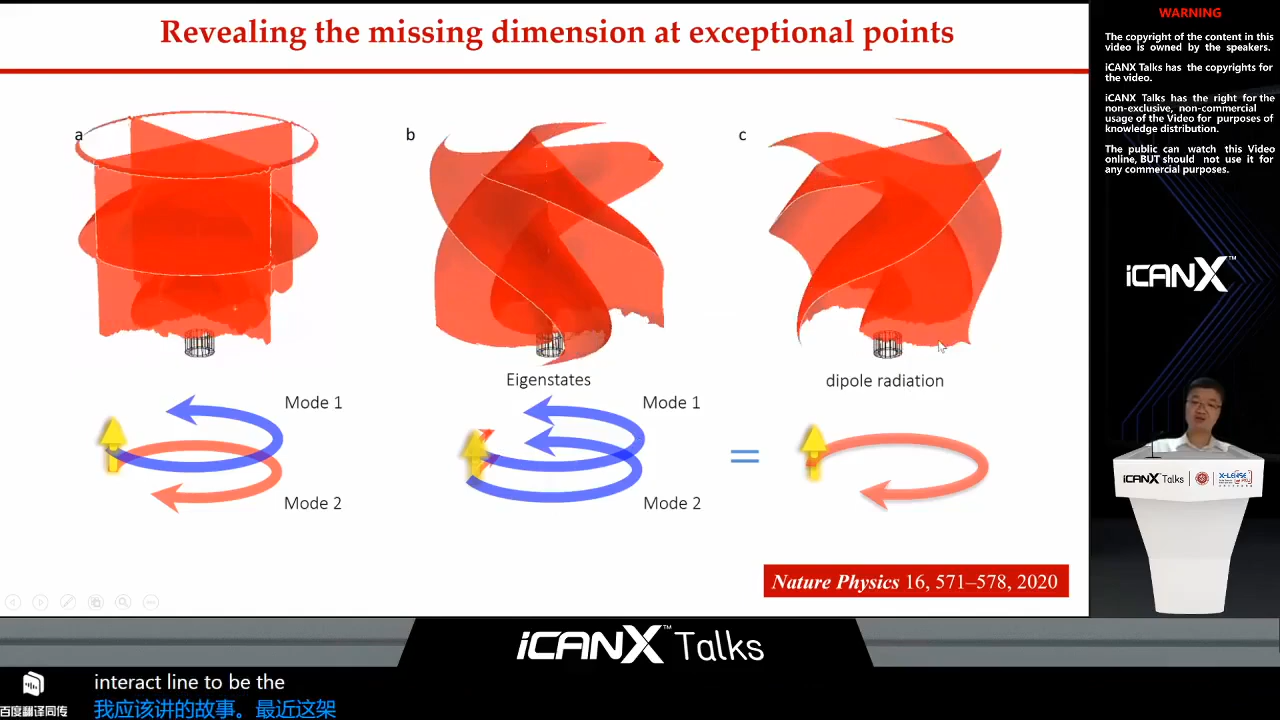 Revealing the missing dimension at exceptional points
a
b
c
Eigenstates
dipole radiation
Mode 1
Mode 2
Mode 1
Mode 2
=
Nature Physics 16, 571–578, 2020
WARNING
The copyright of the content in this
video is owned by the speakers.
iCANX Talks has the copyrights for
the video.
iCANX Talks has the right for the
non-exclusive, non-commercial
usage of the Video for purposes of
knowledge distribution.
The public can watch this Video
online, BUT should not use it for
any commercial purposes.
iCANX™
iCANX Talks
X-LENSE
iCANX™ Talks
interact line to be the
我应该讲的故事。最近这架
百度翻译同传